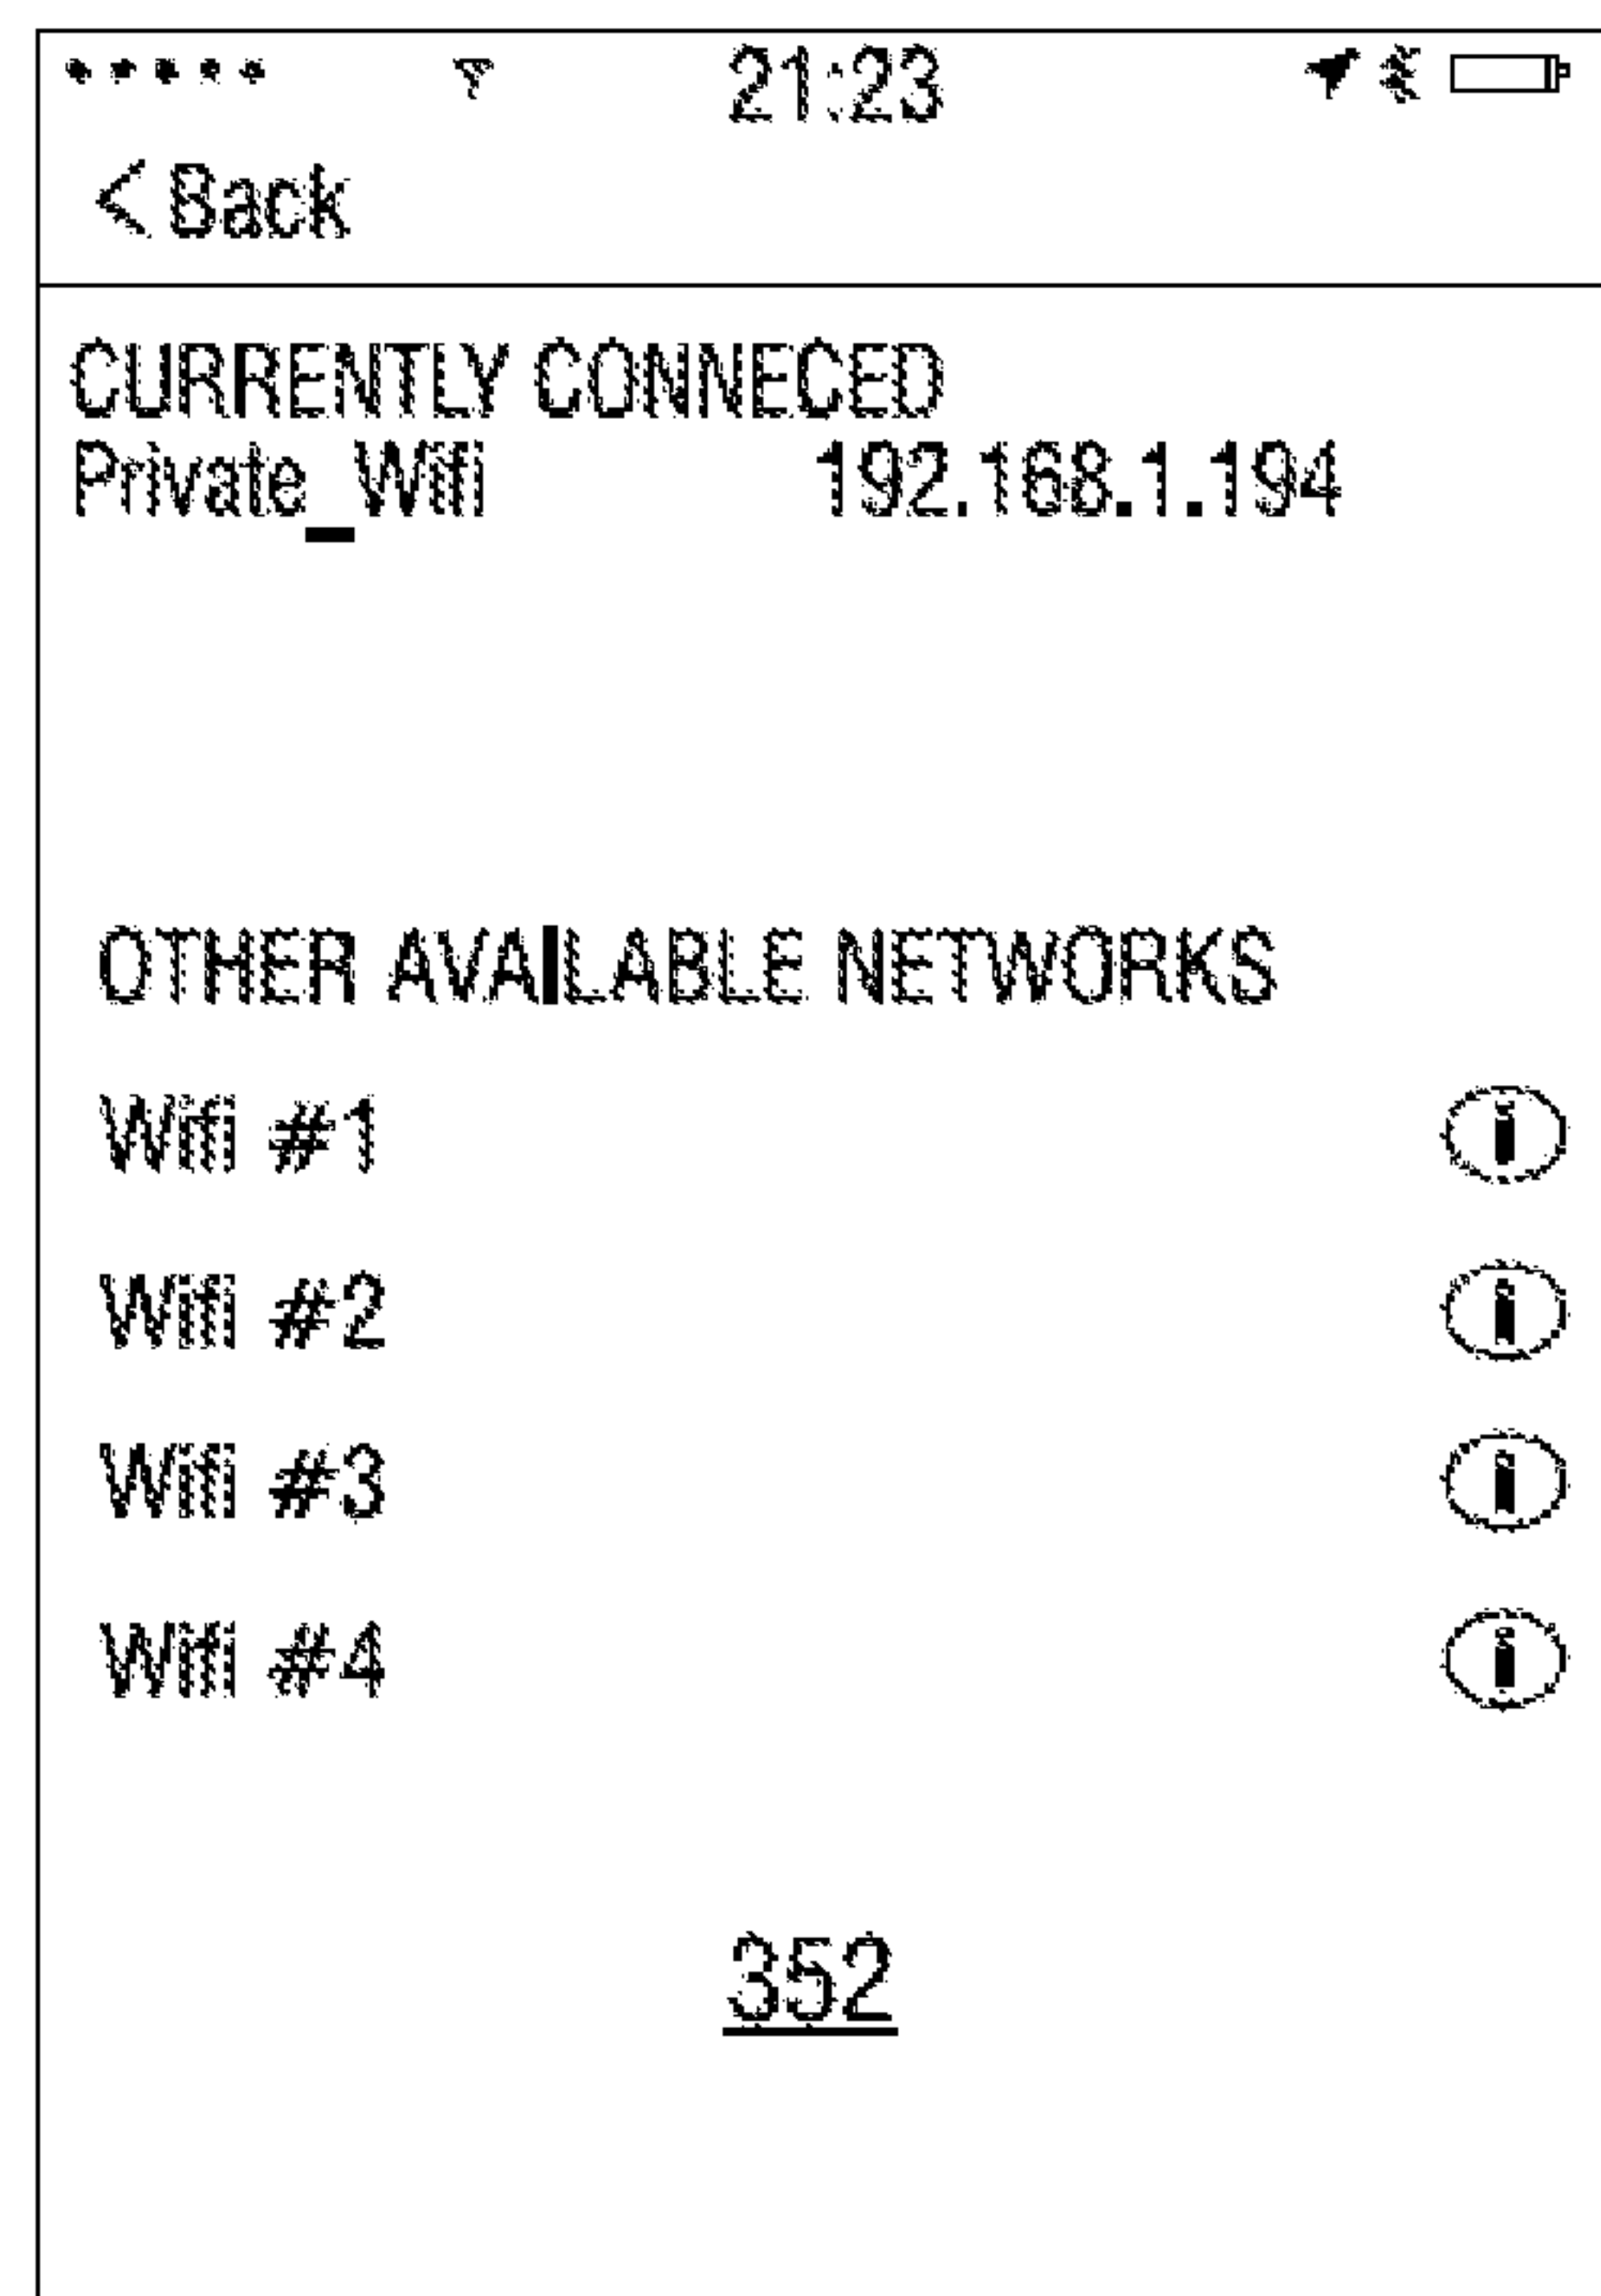 21:23
< Back
CURRENTLY CONNECED
Private_Wifi 192.168.1.194
OTHER AVAILABLE NETWORKS
Wifi #1 i
Wifi #2 i
Wifi #3 i
Wifi #4 i
352